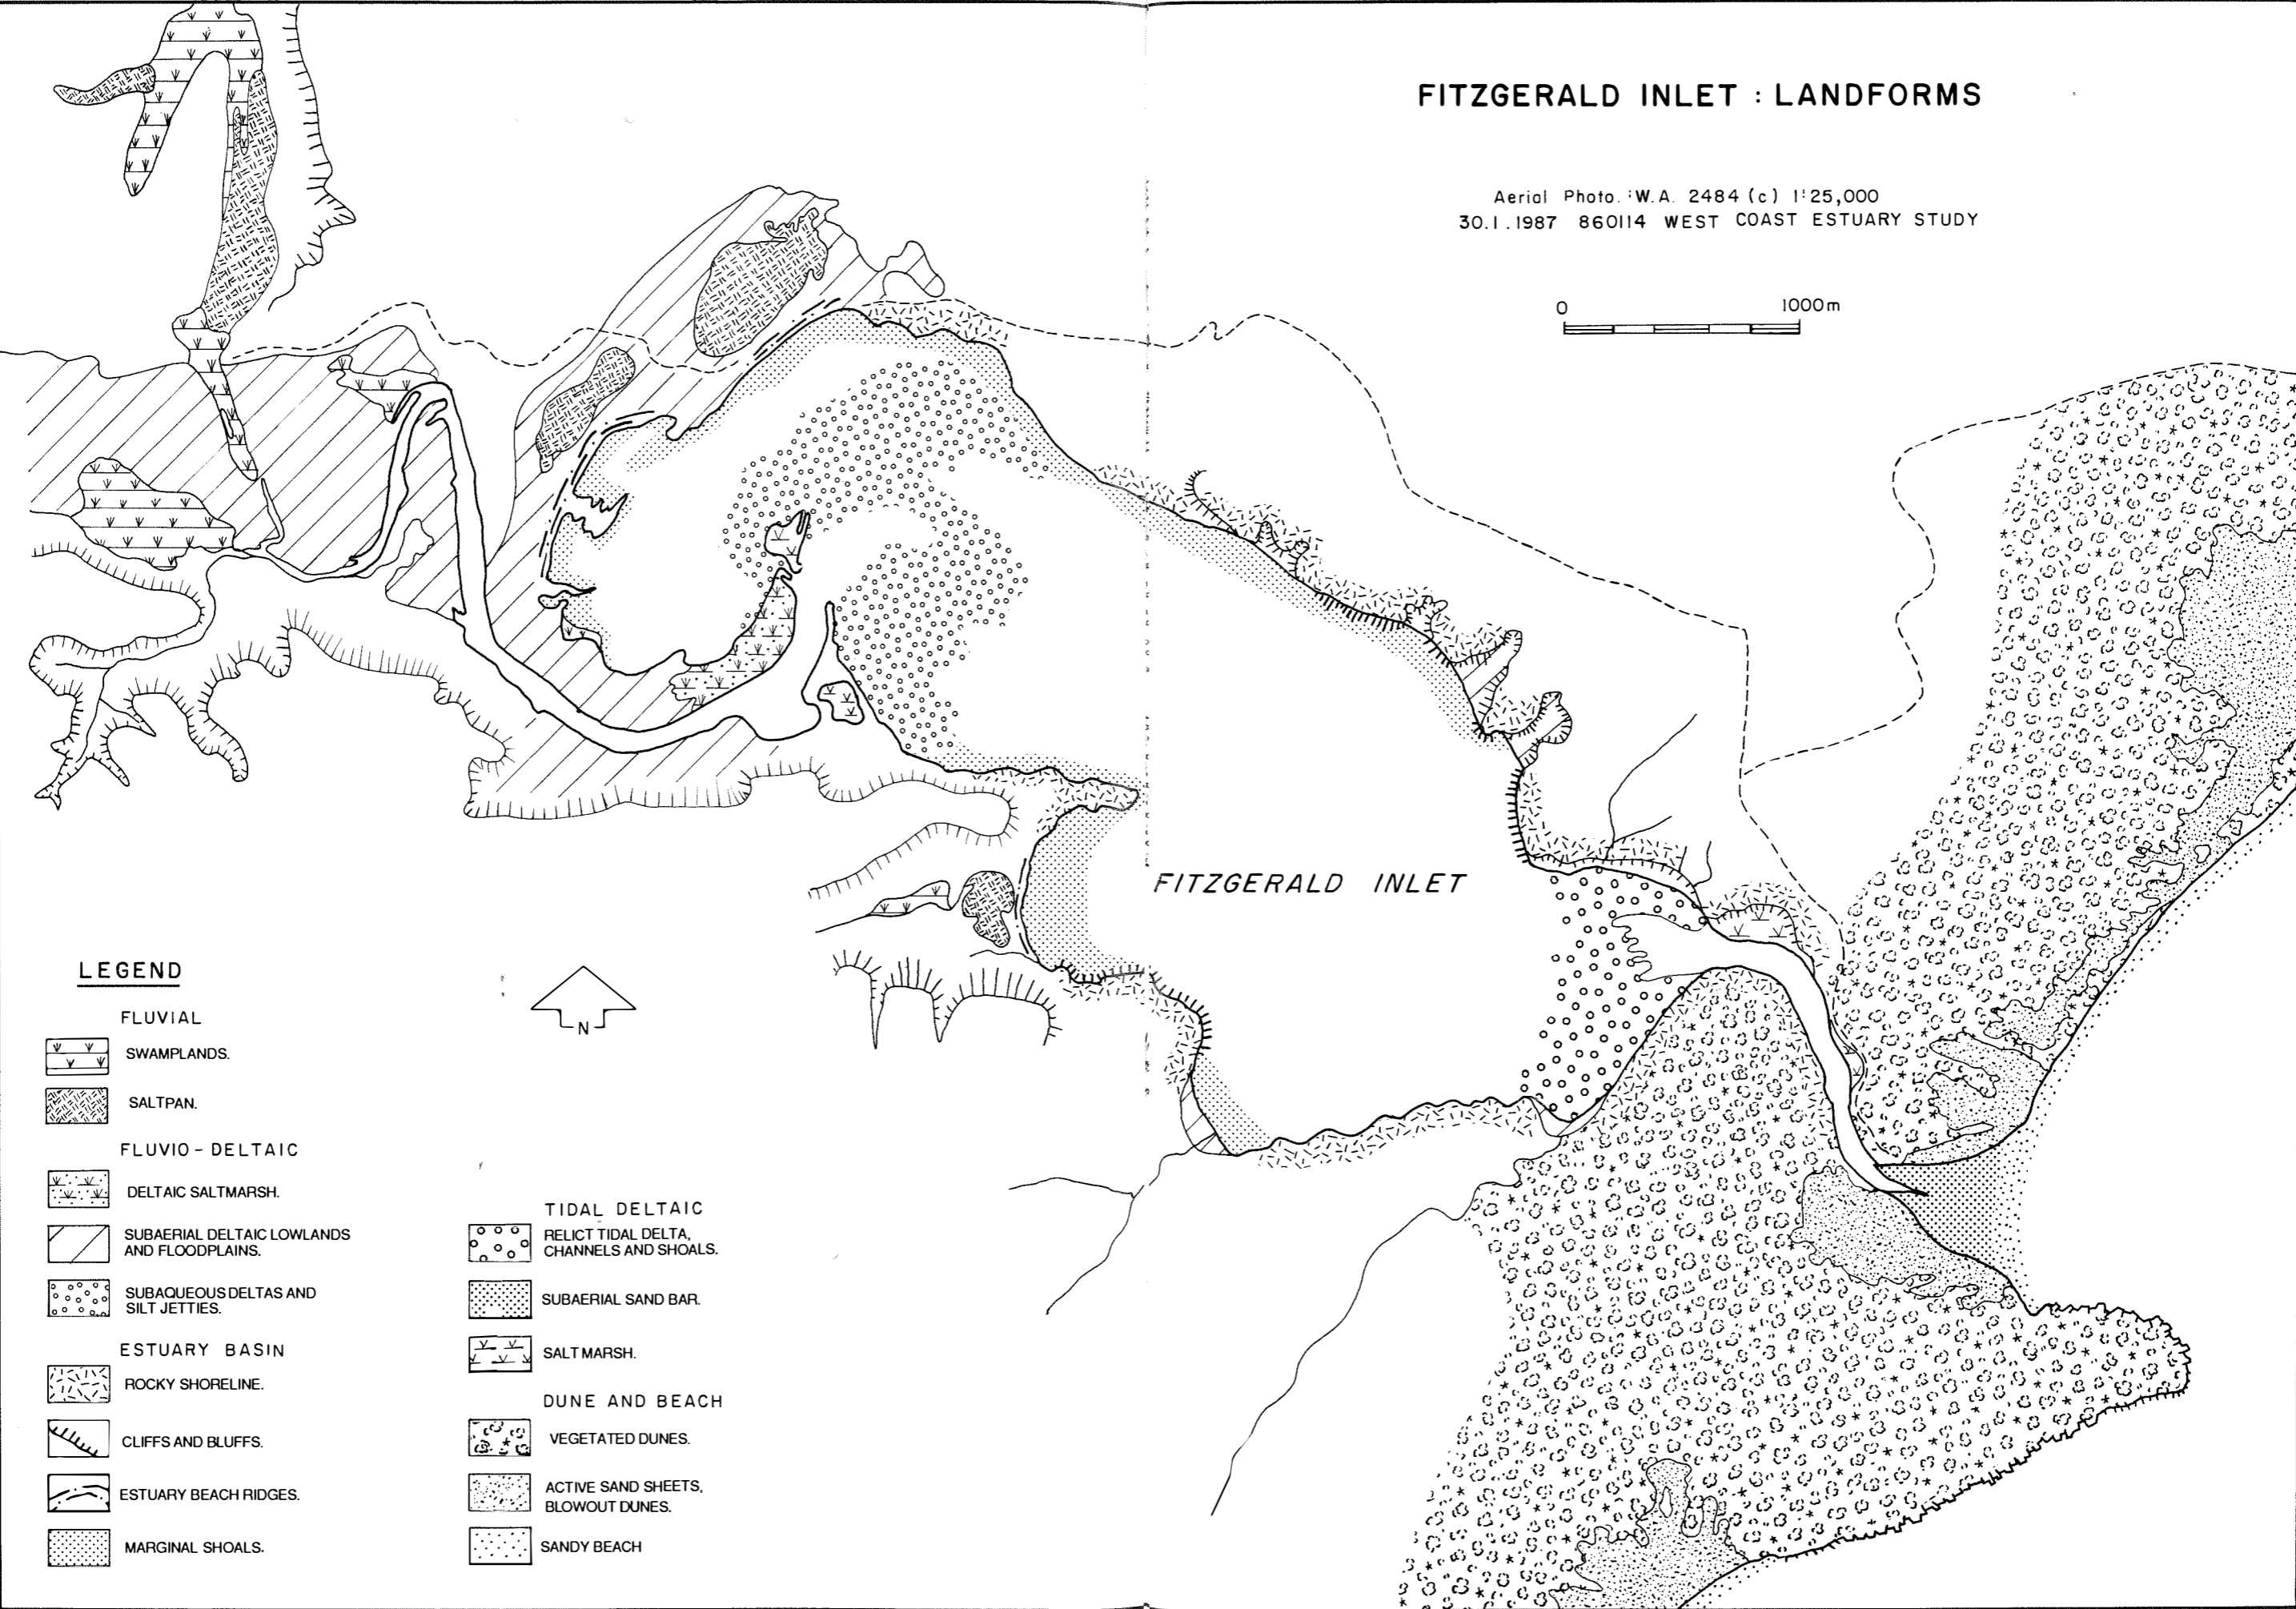 FITZGERALD INLET : LANDFORMS
Aerial Photo. : W.A. 2484 (c) 1:25,000
30.1.1987 860114 WEST COAST ESTUARY STUDY
0 1000m
FITZGERALD INLET
LEGEND
FLUVIAL
SWAMPLANDS.
SALTPAN.
FLUVIO-DELTAIC
DELTAIC SALTMARSH.
SUBAERIAL DELTAIC LOWLANDS
AND FLOODPLAINS.
SUBAQUEOUS DELTAS AND
SILT JETTIES.
ESTUARY BASIN
ROCKY SHORELINE.
CLIFFS AND BLUFFS.
ESTUARY BEACH RIDGES.
MARGINAL SHOALS.
N
TIDAL DELTAIC
RELICT TIDAL DELTA,
CHANNELS AND SHOALS.
SUBAERIAL SAND BAR.
SALT MARSH.
DUNE AND BEACH
VEGETATED DUNES.
ACTIVE SAND SHEETS,
BLOWOUT DUNES.
SANDY BEACH